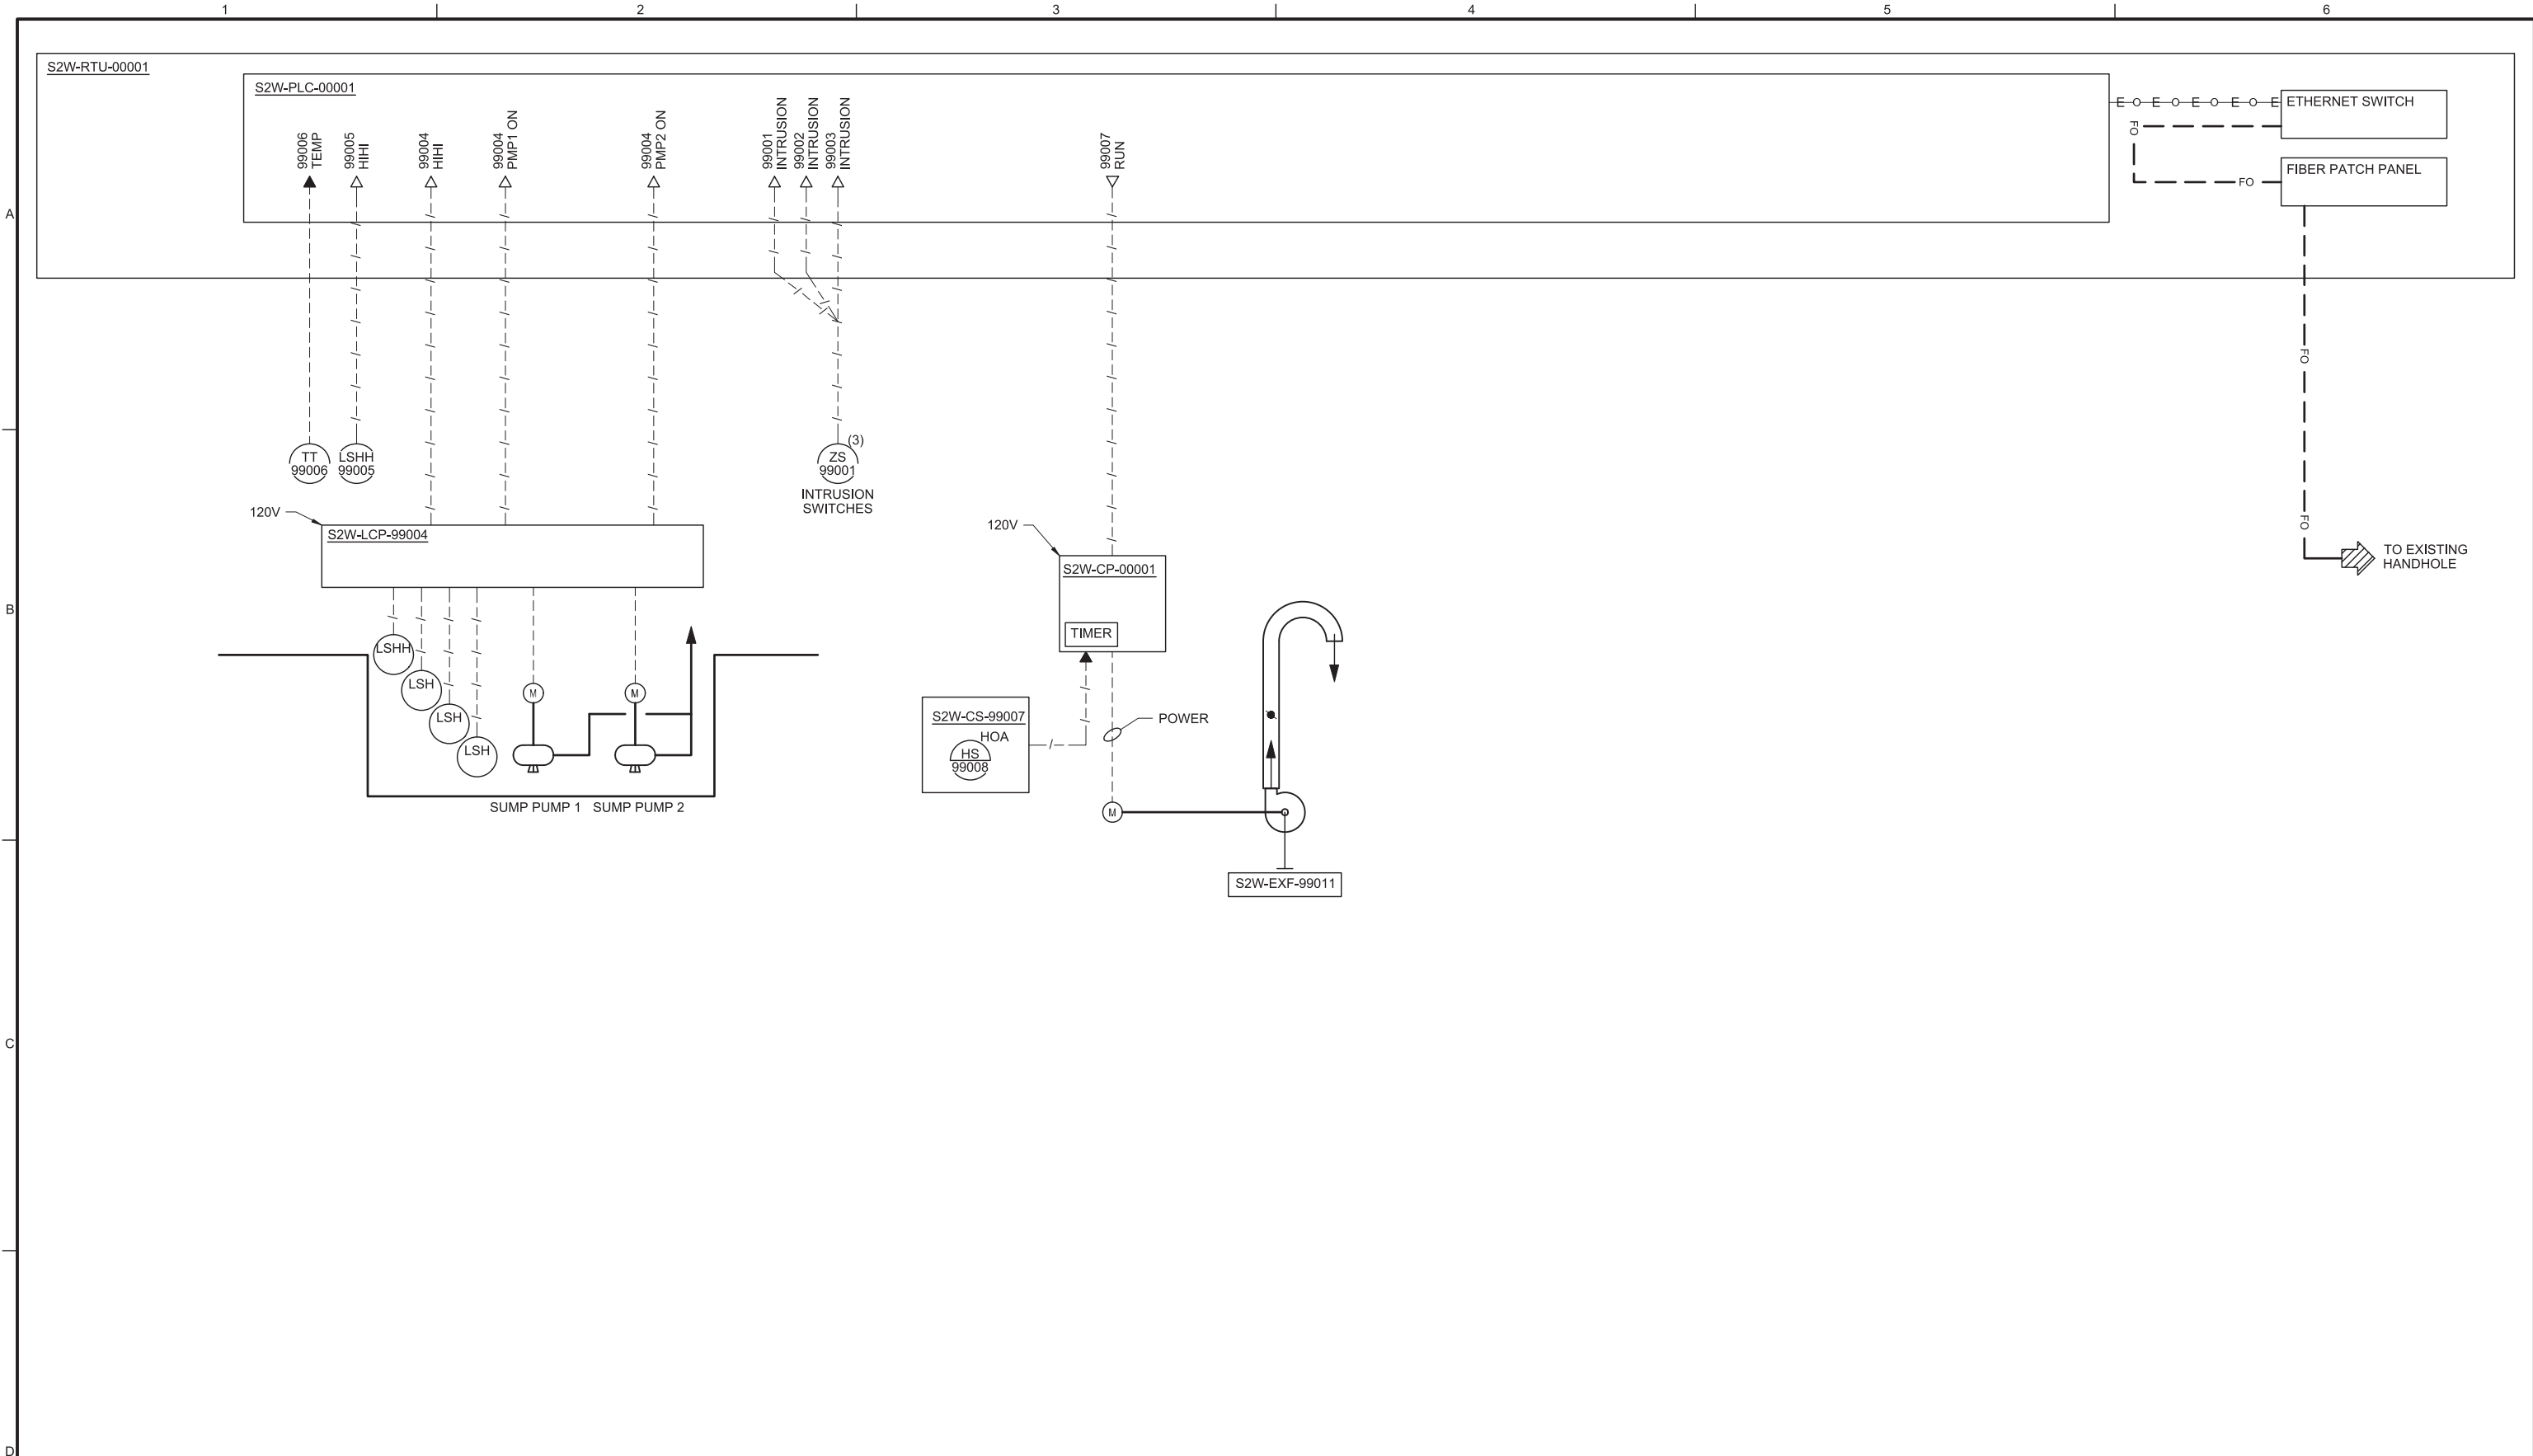 1
2
3
4
5
6
S2W-RTU-00001
S2W-PLC-00001
99006
TEMP
99005
HIHI
99004
HIHI
99004
PMP1 ON
99004
PMP2 ON
99001
INTRUSION
99002
INTRUSION
99003
INTRUSION
99007
RUN
E O E O E O E O E
ETHERNET SWITCH
FO
FIBER PATCH PANEL
FO
A
FO
TT
99006
LSHH
99005
(3)
ZS
99001
INTRUSION
SWITCHES
120V
S2W-LCP-99004
120V
FO
TO EXISTING
HANDHOLE
S2W-CP-00001
TIMER
B
LSHH
LSH
LSH
LSH
M
M
SUMP PUMP 1
SUMP PUMP 2
S2W-CS-99007
HOA
HS
99008
POWER
M
S2W-EXF-99011
C
D